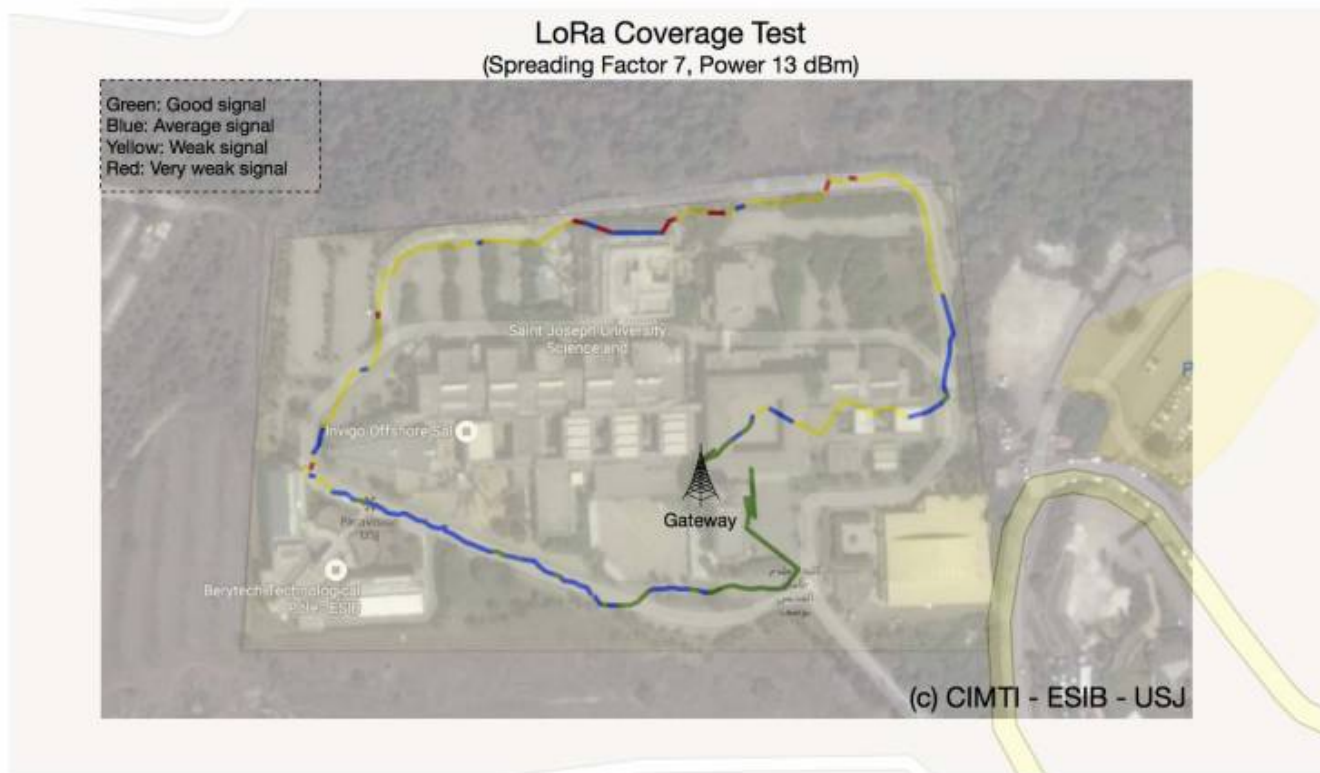 LoRa Coverage Test
(Spreading Factor 7, Power 13 dBm)
Green: Good signal
Blue: Average signal
Yellow: Weak signal
Red: Very weak signal
Saint Joseph University
Science and
Invigo Offshore Sal
Gateway
Berytech Technological
Pole, ESIB
القديس
يوسف
P
(c) CIMTI - ESIB - USJ